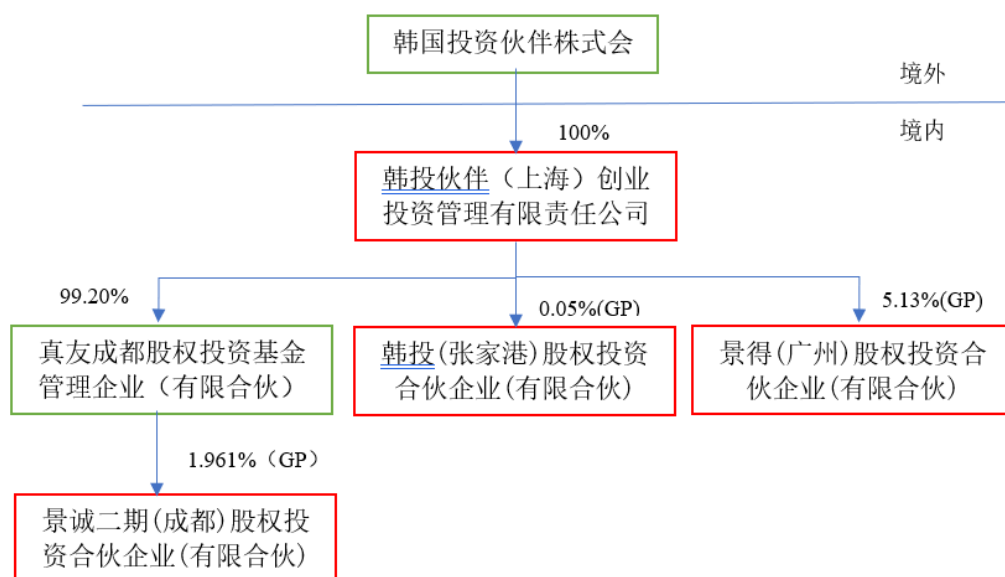 韩国投资伙伴株式会
境外
境内
100%
韩投伙伴（上海）创业
投资管理有限责任公司
99.20%
0.05%(GP)
5.13%(GP)
真友成都股权投资基金
管理企业（有限合伙）
韩投(张家港)股权投资
合伙企业(有限合伙)
景得(广州)股权投资合
伙企业(有限合伙)
1.961%（GP）
景诚二期(成都)股权投
资合伙企业(有限合伙)